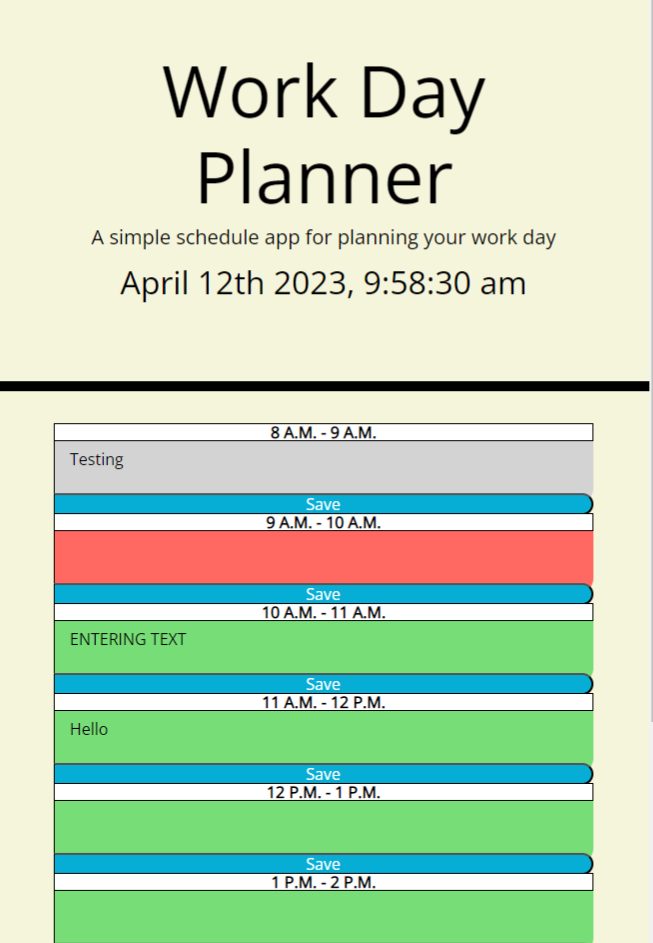 Work Day
Planner
A simple schedule app for planning your work day
April 12th 2023, 9:58:30 am
8 A.M. - 9 A.M.
Testing
Save
9 A.M. - 10 A.M.
Save
10 A.M. - 11 A.M.
ENTERING TEXT
Save
11 A.M. - 12 P.M.
Hello
Save
12 P.M. - 1 P.M.
Save
1 P.M. - 2 P.M.